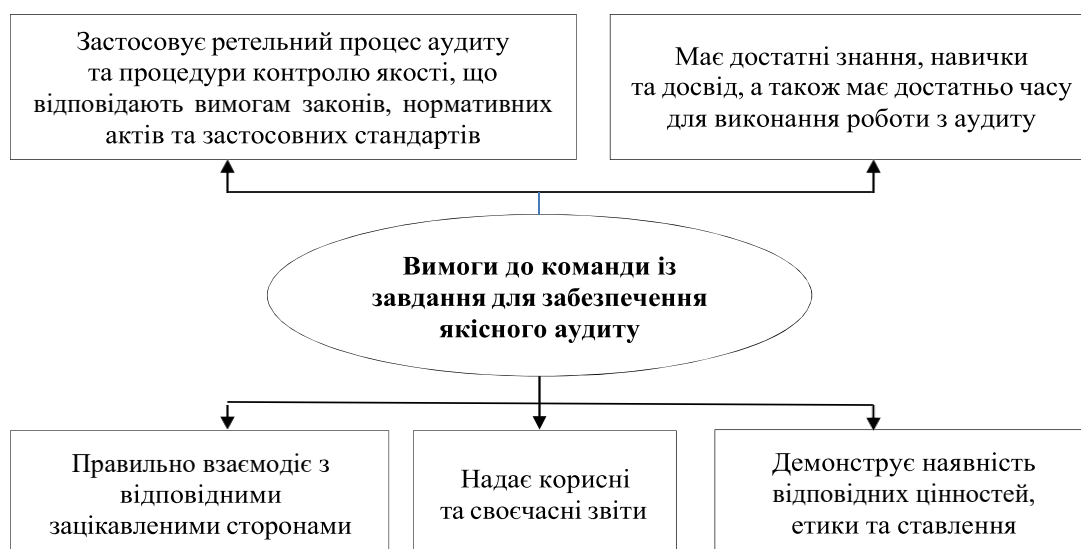 Застосовує ретельний процес аудиту
та процедури контролю якості, що
відповідають вимогам законів, нормативних
актів та застосовних стандартів
Має достатні знання, навички
та досвід, а також має достатньо часу
для виконання роботи з аудиту
Вимоги до команди із
завдання для забезпечення
якісного аудиту
Правильно взаємодіє з
відповідними
зацікавленими сторонами
Надає корисні
та своєчасні звіти
Демонструє наявність
відповідних цінностей,
етики та ставлення